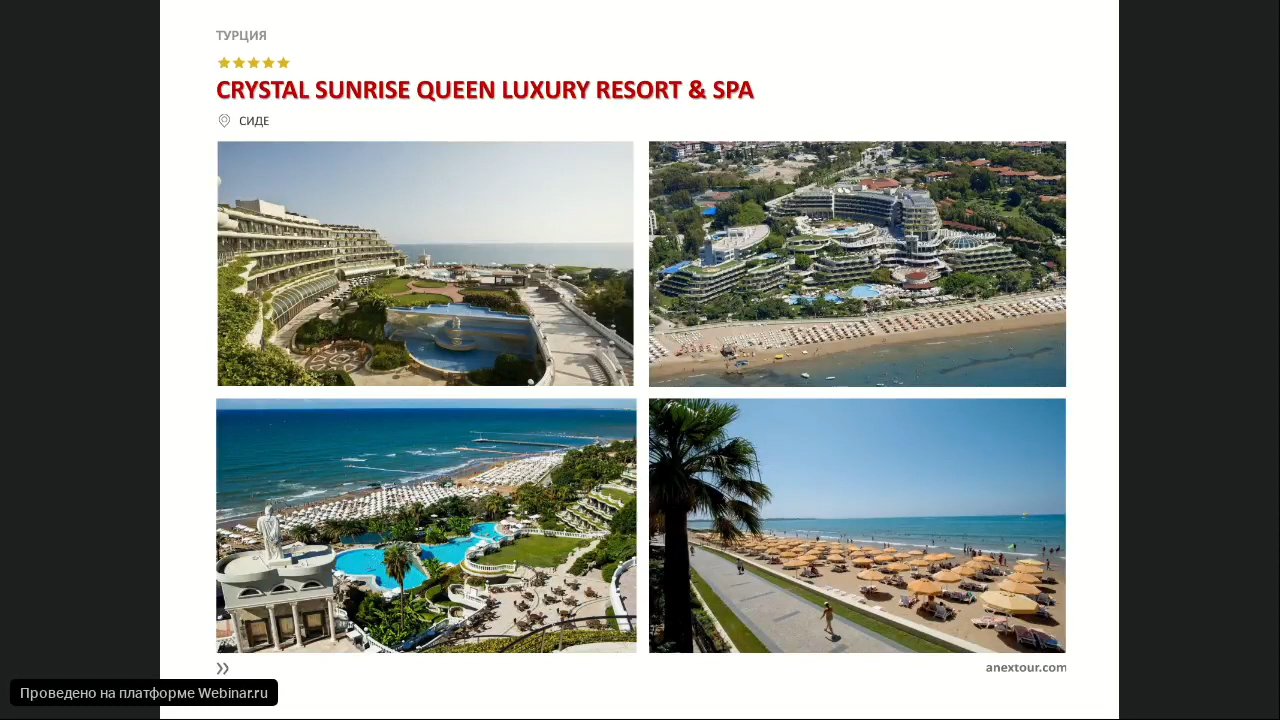 ТУРЦИЯ
CRYSTAL SUNRISE QUEEN LUXURY RESORT & SPA
СИДЕ
anextour.com
Проведено на платформе Webinar.ru